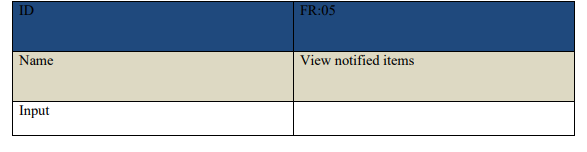 ID FR:05
Name View notified items
Input